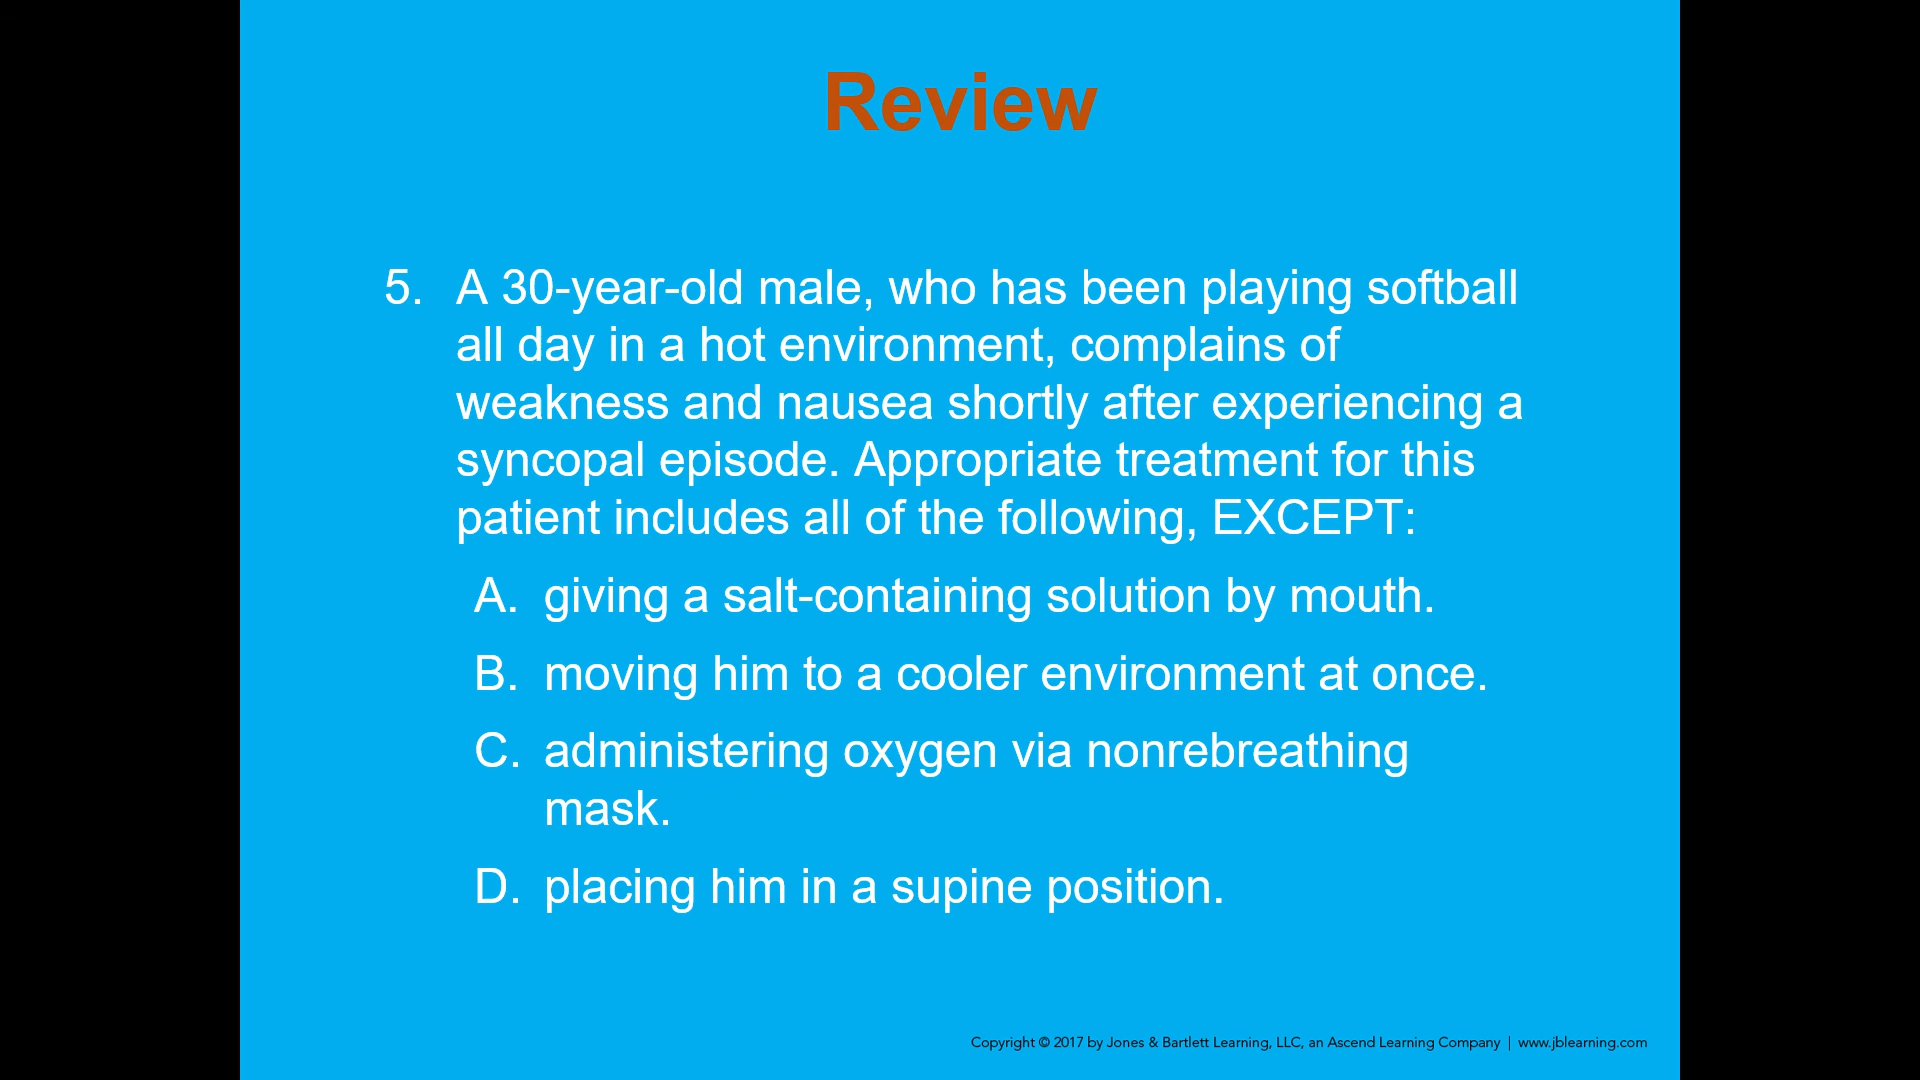 Review
5. A 30-year-old male, who has been playing softball
all day in a hot environment, complains of
weakness and nausea shortly after experiencing a
syncopal episode. Appropriate treatment for this
patient includes all of the following, EXCEPT:
A. giving a salt-containing solution by mouth.
B. moving him to a cooler environment at once.
C. administering oxygen via nonrebreathing
mask.
D. placing him in a supine position.
Copyright © 2017 by Jones & Bartlett Learning, LLC, an Ascend Learning Company | www.jblearning.com